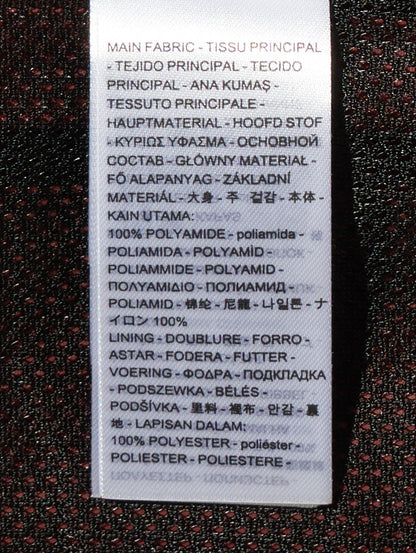 MAIN FABRIC - TISSU PRINCIPAL
- TEJIDO PRINCIPAL - TECIDO
PRINCIPAL - ANA KUMAŞ -
TESSUTO PRINCIPALE -
HAUPTMATERIAL - HOOFD STOF
- ΚΥΡΙΩΣ ΥΦΑΣΜΑ - ОСНОВНОЙ
СОСТАВ - GŁÓWNY MATERIAŁ -
FŐ ALAPANYAG - ZÁKLADNÍ
MATERIÁL - 大身 - 주 겉감 - 本体 -
KAIN UTAMA:
100% POLYAMIDE - poliamida -
POLIAMIDA - POLYAMİD -
POLIAMMIDE - POLYAMID -
ΠΟΛΥΑΜΙΔΙΟ - ПОЛИАМИД -
POLIAMID - 锦纶 - 尼龍 - 나일론 - ナ
イロン 100%
LINING - DOUBLURE - FORRO -
ASTAR - FODERA - FUTTER -
VOERING - ΦΟΔΡΑ - ПОДКЛАДКА
- PODSZEWKA - BÉLÉS -
PODŠÍVKA - 里料 - 裡布 - 안감 - 裏
地 - LAPISAN DALAM:
100% POLYESTER - poliéster -
POLIESTER - POLIESTERE -